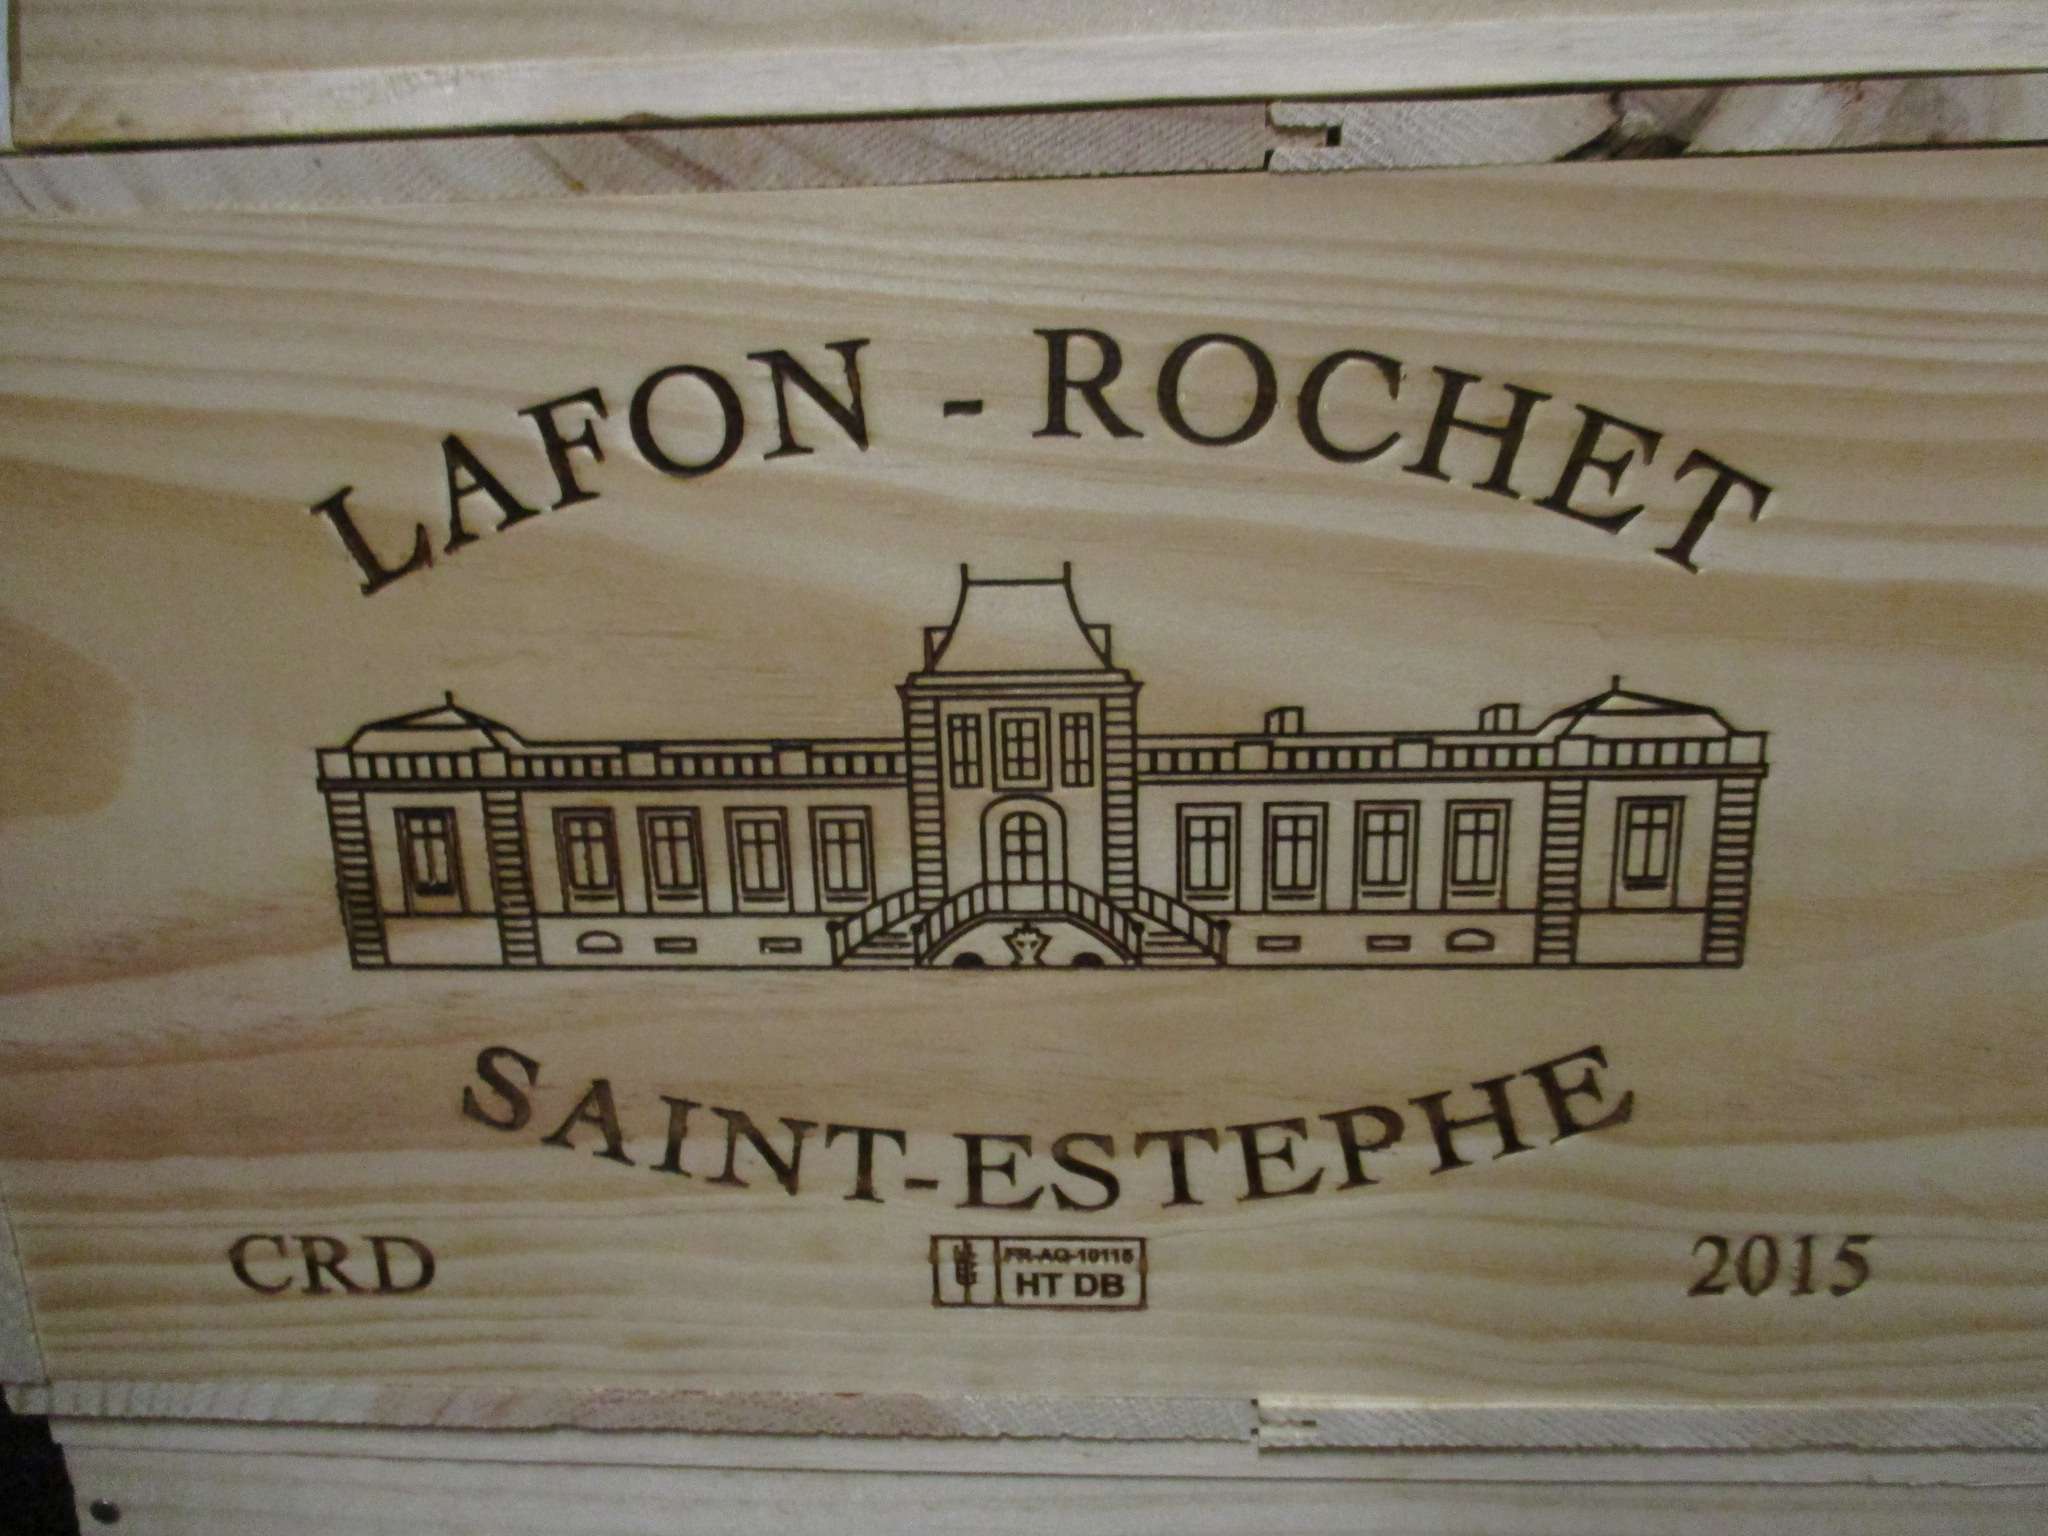 LAFON - ROCHET
SAINT-ESTEPHE
CRD
FR-AQ-10115
HT DB
2015